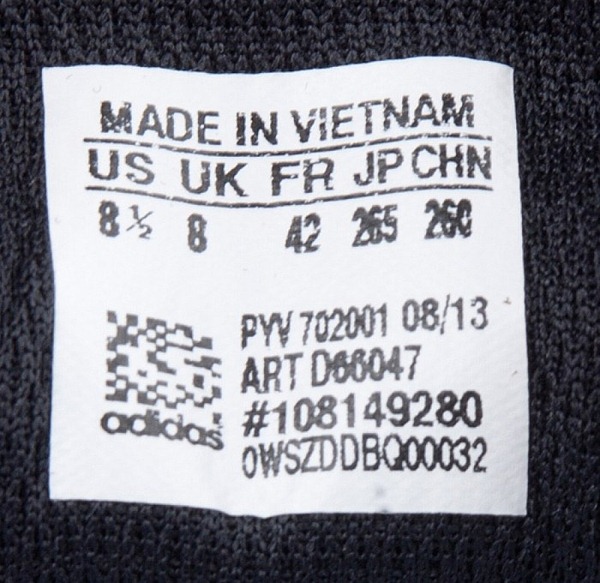 MADE IN VIETNAM
US UK FR JP CHN
8½ 8 42 265 260
PYV 702001 08/13
ART D66047
#108149280
0WSZDDBQ00032
adidas